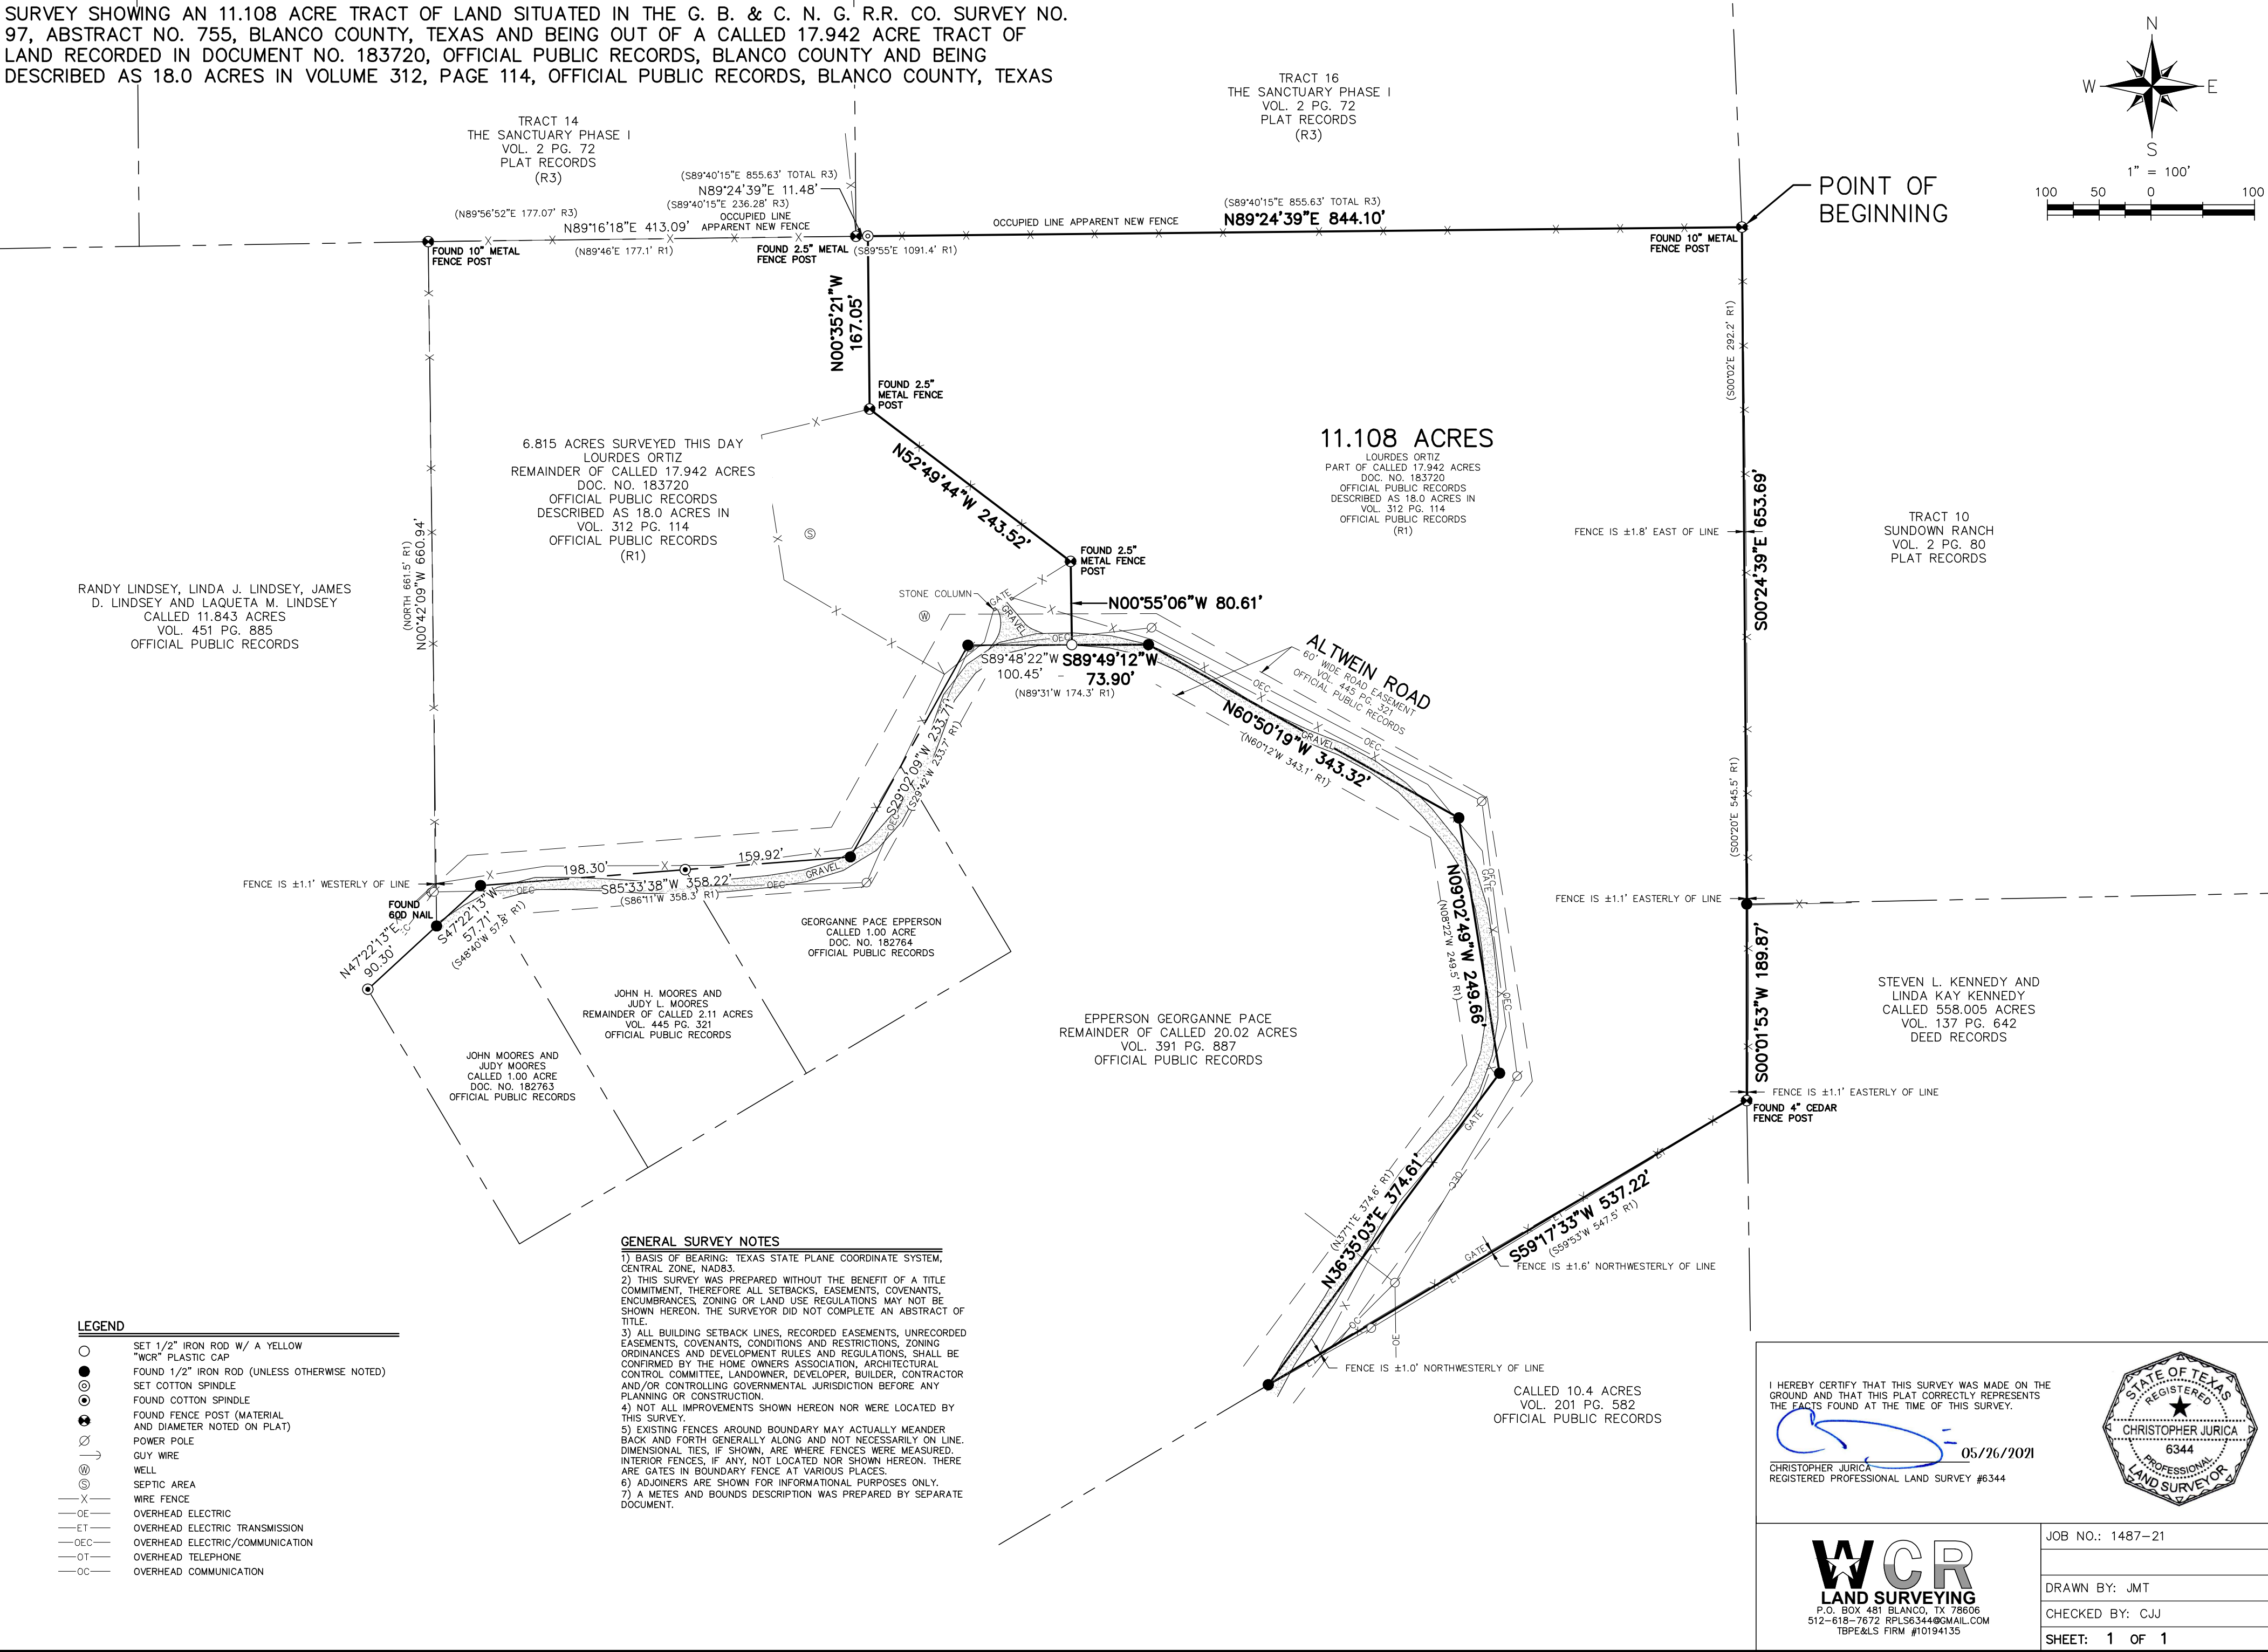 SURVEY SHOWING AN 11.108 ACRE TRACT OF LAND SITUATED IN THE G. B. & C. N. G. R.R. CO. SURVEY NO.
97, ABSTRACT NO. 755, BLANCO COUNTY, TEXAS AND BEING OUT OF A CALLED 17.942 ACRE TRACT OF
LAND RECORDED IN DOCUMENT NO. 183720, OFFICIAL PUBLIC RECORDS, BLANCO COUNTY AND BEING
DESCRIBED AS 18.0 ACRES IN VOLUME 312, PAGE 114, OFFICIAL PUBLIC RECORDS, BLANCO COUNTY, TEXAS
N
W
E
S
1" = 100'
100 50 0 100
TRACT 14
THE SANCTUARY PHASE I
VOL. 2 PG. 72
PLAT RECORDS
(R3)
TRACT 16
THE SANCTUARY PHASE I
VOL. 2 PG. 72
PLAT RECORDS
(R3)
POINT OF
BEGINNING
(S89°40'15"E 855.63' TOTAL R3)
N89°24'39"E 11.48'
(S89°40'15"E 236.28' R3)
OCCUPIED LINE
APPARENT NEW FENCE
(N89°56'52"E 177.07' R3)
N89°16'18"E 413.09'
(N89°46'E 177.1' R1)
FOUND 10" METAL
FENCE POST
FOUND 2.5" METAL
FENCE POST
(S89°55'E 1091.4' R1)
OCCUPIED LINE APPARENT NEW FENCE
(S89°40'15"E 855.63' TOTAL R3)
N89°24'39"E 844.10'
FOUND 10" METAL
FENCE POST
N00°35'21"W
167.05'
(S00°02'E 292.2' R1)
FOUND 2.5"
METAL FENCE
POST
N52°49'44"W 243.52'
6.815 ACRES SURVEYED THIS DAY
LOURDES ORTIZ
REMAINDER OF CALLED 17.942 ACRES
DOC. NO. 183720
OFFICIAL PUBLIC RECORDS
DESCRIBED AS 18.0 ACRES IN
VOL. 312 PG. 114
OFFICIAL PUBLIC RECORDS
(R1)
S
11.108 ACRES
LOURDES ORTIZ
PART OF CALLED 17.942 ACRES
DOC. NO. 183720
OFFICIAL PUBLIC RECORDS
DESCRIBED AS 18.0 ACRES IN
VOL. 312 PG. 114
OFFICIAL PUBLIC RECORDS
(R1)
FENCE IS ±1.8' EAST OF LINE
S00°24'39"E 653.69'
TRACT 10
SUNDOWN RANCH
VOL. 2 PG. 80
PLAT RECORDS
(NORTH 661.5' R1)
N00°42'09"W 660.94'
RANDY LINDSEY, LINDA J. LINDSEY, JAMES
D. LINDSEY AND LAQUETA M. LINDSEY
CALLED 11.843 ACRES
VOL. 451 PG. 885
OFFICIAL PUBLIC RECORDS
FOUND 2.5"
METAL FENCE
POST
STONE COLUMN
GATE
GRAVEL
W
N00°55'06"W 80.61'
OEC
S89°48'22"W
100.45'
S89°49'12"W
73.90'
(N89°31'W 174.3' R1)
ALTWEIN ROAD
60' WIDE ROAD EASEMENT
VOL. 445 PG. 321
OFFICIAL PUBLIC RECORDS
OEC
N60°50'19"W 343.32'
(N60°12'W 343.1' R1)
GRAVEL
OEC
S29°02'09"W 233.71'
(S29°42'W 233.7' R1)
OEC
(S00°20'E 545.5' R1)
198.30'
159.92'
S85°33'38"W 358.22'
(S86°11'W 358.3' R1)
OEC
OEC
GRAVEL
FENCE IS ±1.1' WESTERLY OF LINE
FOUND
60D NAIL
S47°22'13"W
57.71'
(S48°40'W 57.8' R1)
N47°22'13"E
90.30'
FENCE IS ±1.1' EASTERLY OF LINE
N09°02'49"W 249.66'
(N08°22'W 249.5' R1)
OEC
GATE
OEC
GEORGANNE PACE EPPERSON
CALLED 1.00 ACRE
DOC. NO. 182764
OFFICIAL PUBLIC RECORDS
JOHN H. MOORES AND
JUDY L. MOORES
REMAINDER OF CALLED 2.11 ACRES
VOL. 445 PG. 321
OFFICIAL PUBLIC RECORDS
JOHN MOORES AND
JUDY MOORES
CALLED 1.00 ACRE
DOC. NO. 182763
OFFICIAL PUBLIC RECORDS
EPPERSON GEORGANNE PACE
REMAINDER OF CALLED 20.02 ACRES
VOL. 391 PG. 887
OFFICIAL PUBLIC RECORDS
S00°01'53"W 189.87'
STEVEN L. KENNEDY AND
LINDA KAY KENNEDY
CALLED 558.005 ACRES
VOL. 137 PG. 642
DEED RECORDS
FENCE IS ±1.1' EASTERLY OF LINE
FOUND 4" CEDAR
FENCE POST
GATE
OEC
(N37°11'E 374.6' R1)
N36°35'03"E 374.61'
GATE
S59°17'33"W 537.22'
(S59°53'W 547.5' R1)
ET
ET
FENCE IS ±1.6' NORTHWESTERLY OF LINE
OC
OE
FENCE IS ±1.0' NORTHWESTERLY OF LINE
CALLED 10.4 ACRES
VOL. 201 PG. 582
OFFICIAL PUBLIC RECORDS
GENERAL SURVEY NOTES
1) BASIS OF BEARING: TEXAS STATE PLANE COORDINATE SYSTEM,
CENTRAL ZONE, NAD83.
2) THIS SURVEY WAS PREPARED WITHOUT THE BENEFIT OF A TITLE
COMMITMENT, THEREFORE ALL SETBACKS, EASEMENTS, COVENANTS,
ENCUMBRANCES, ZONING OR LAND USE REGULATIONS MAY NOT BE
SHOWN HEREON. THE SURVEYOR DID NOT COMPLETE AN ABSTRACT OF
TITLE.
3) ALL BUILDING SETBACK LINES, RECORDED EASEMENTS, UNRECORDED
EASEMENTS, COVENANTS, CONDITIONS AND RESTRICTIONS, ZONING
ORDINANCES AND DEVELOPMENT RULES AND REGULATIONS, SHALL BE
CONFIRMED BY THE HOME OWNERS ASSOCIATION, ARCHITECTURAL
CONTROL COMMITTEE, LANDOWNER, DEVELOPER, BUILDER, CONTRACTOR
AND/OR CONTROLLING GOVERNMENTAL JURISDICTION BEFORE ANY
PLANNING OR CONSTRUCTION.
4) NOT ALL IMPROVEMENTS SHOWN HEREON NOR WERE LOCATED BY
THIS SURVEY.
5) EXISTING FENCES AROUND BOUNDARY MAY ACTUALLY MEANDER
BACK AND FORTH GENERALLY ALONG AND NOT NECESSARILY ON LINE.
DIMENSIONAL TIES, IF SHOWN, ARE WHERE FENCES WERE MEASURED.
INTERIOR FENCES, IF ANY, NOT LOCATED NOR SHOWN HEREON. THERE
ARE GATES IN BOUNDARY FENCE AT VARIOUS PLACES.
6) ADJOINERS ARE SHOWN FOR INFORMATIONAL PURPOSES ONLY.
7) A METES AND BOUNDS DESCRIPTION WAS PREPARED BY SEPARATE
DOCUMENT.
LEGEND
SET 1/2" IRON ROD W/ A YELLOW
"WCR" PLASTIC CAP
FOUND 1/2" IRON ROD (UNLESS OTHERWISE NOTED)
SET COTTON SPINDLE
FOUND COTTON SPINDLE
FOUND FENCE POST (MATERIAL
AND DIAMETER NOTED ON PLAT)
POWER POLE
GUY WIRE
W WELL
S SEPTIC AREA
X WIRE FENCE
OE OVERHEAD ELECTRIC
ET OVERHEAD ELECTRIC TRANSMISSION
OEC OVERHEAD ELECTRIC/COMMUNICATION
OT OVERHEAD TELEPHONE
OC OVERHEAD COMMUNICATION
I HEREBY CERTIFY THAT THIS SURVEY WAS MADE ON THE
GROUND AND THAT THIS PLAT CORRECTLY REPRESENTS
THE FACTS FOUND AT THE TIME OF THIS SURVEY.
05/26/2021
CHRISTOPHER JURICA
REGISTERED PROFESSIONAL LAND SURVEY #6344
STATE OF TEXAS
REGISTERED
CHRISTOPHER JURICA
6344
PROFESSIONAL
LAND SURVEYOR
WCR
LAND SURVEYING
P.O. BOX 481 BLANCO, TX 78606
512-618-7672 RPLS6344@GMAIL.COM
TBPE&LS FIRM #10194135
JOB NO.: 1487-21
DRAWN BY: JMT
CHECKED BY: CJJ
SHEET: 1 OF 1